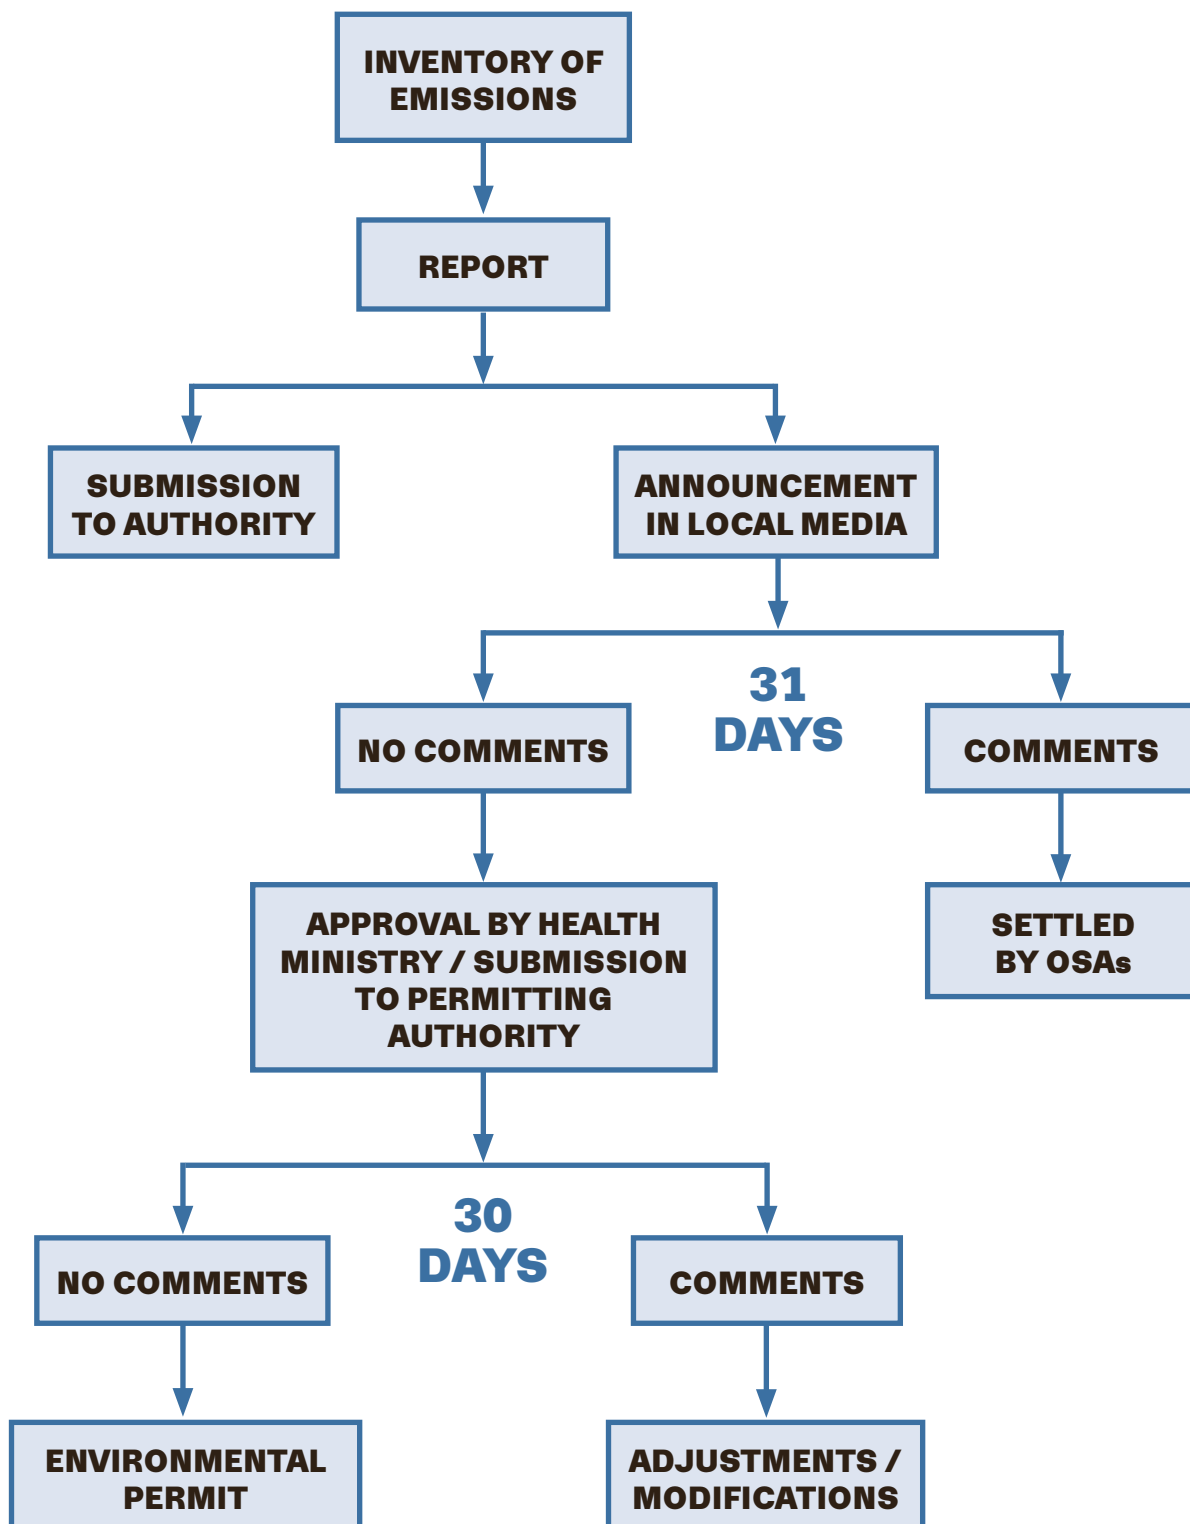 INVENTORY OF
EMISSIONS
REPORT
SUBMISSION
TO AUTHORITY
ANNOUNCEMENT
IN LOCAL MEDIA
31
DAYS
NO COMMENTS
COMMENTS
APPROVAL BY HEALTH
MINISTRY / SUBMISSION
TO PERMITTING
AUTHORITY
SETTLED
BY OSAs
30
DAYS
NO COMMENTS
COMMENTS
ENVIRONMENTAL
PERMIT
ADJUSTMENTS /
MODIFICATIONS